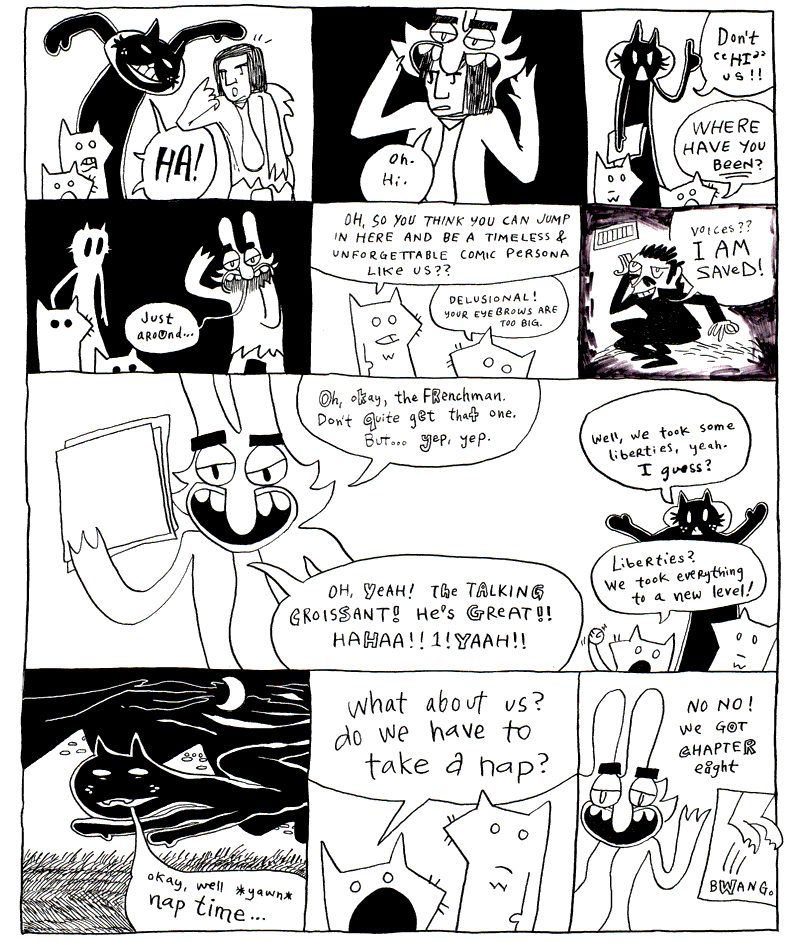 HA!
Oh.
Hi.
Don't
"HI"
us!!
WHERE
HAVE YOU
BEEN?
Just
aroUnd...
OH, SO YOU THINK YOU CAN JUMP
IN HERE AND BE A TIMELESS &
UNFORGETTABLE COMIC PERSONA
LIKE US??
DELUSIONAL!
YOUR EYEBROWS ARE
TOO BIG.
VOICES??
I AM
SAVeD!
Oh, okay, the FRenchman.
Don't quite get that one.
But... yep, yep.
Well, we took some
liberties, yeah.
I guess?
LibeRties?
We took eveRything
to a new level!
OH, YEAH! The TALKING
CROISSANT! He's GReAT!!
HAHAA!!1!YAAH!!
okay, well *yawn*
nap time...
What about us?
do we have to
take a nap?
NO NO!
We GOT
CHAPTeR
eight
BWANG.